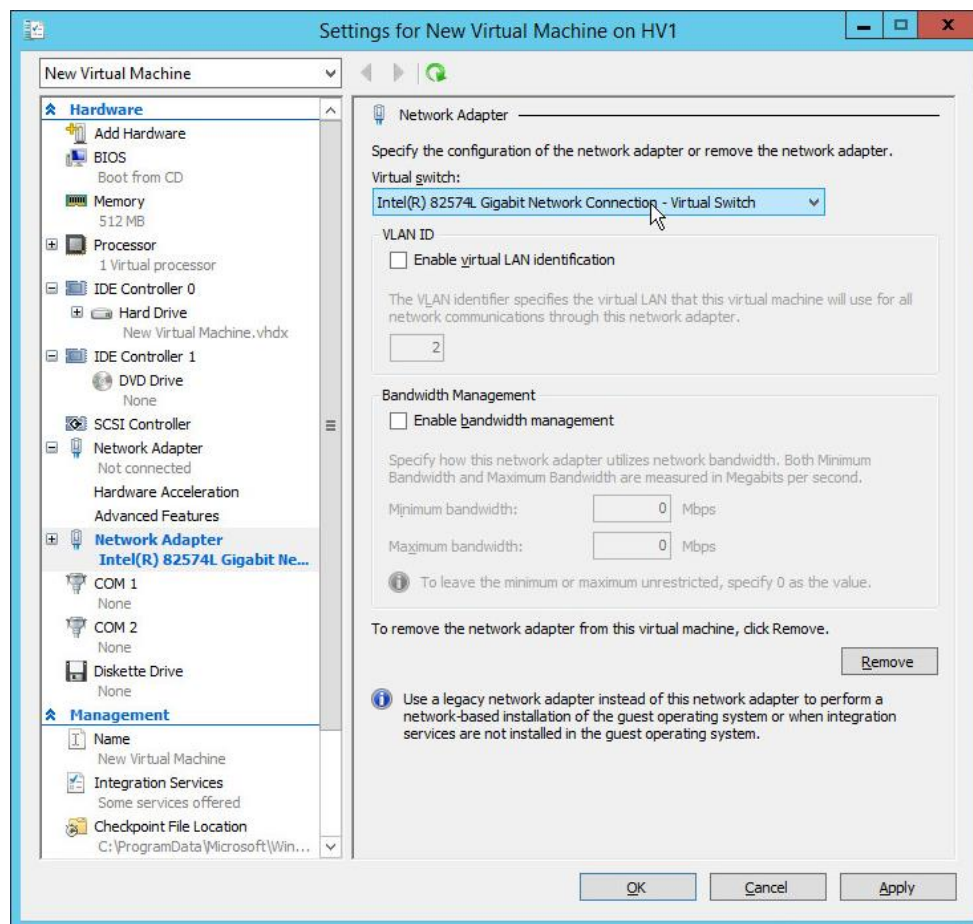 Settings for New Virtual Machine on HV1
New Virtual Machine
Hardware
Add Hardware
BIOS
Boot from CD
Memory
512 MB
Processor
1 Virtual processor
IDE Controller 0
Hard Drive
New Virtual Machine.vhdx
IDE Controller 1
DVD Drive
None
SCSI Controller
Network Adapter
Not connected
Hardware Acceleration
Advanced Features
Network Adapter
Intel(R) 82574L Gigabit Ne...
COM 1
None
COM 2
None
Diskette Drive
None
Management
Name
New Virtual Machine
Integration Services
Some services offered
Checkpoint File Location
C:\ProgramData\Microsoft\Win...
Network Adapter
Specify the configuration of the network adapter or remove the network adapter.
Virtual switch:
Intel(R) 82574L Gigabit Network Connection - Virtual Switch
VLAN ID
Enable virtual LAN identification
The VLAN identifier specifies the virtual LAN that this virtual machine will use for all
network communications through this network adapter.
2
Bandwidth Management
Enable bandwidth management
Specify how this network adapter utilizes network bandwidth. Both Minimum
Bandwidth and Maximum Bandwidth are measured in Megabits per second.
Minimum bandwidth: 0 Mbps
Maximum bandwidth: 0 Mbps
To leave the minimum or maximum unrestricted, specify 0 as the value.
To remove the network adapter from this virtual machine, click Remove.
Remove
Use a legacy network adapter instead of this network adapter to perform a
network-based installation of the guest operating system or when integration
services are not installed in the guest operating system.
OK Cancel Apply